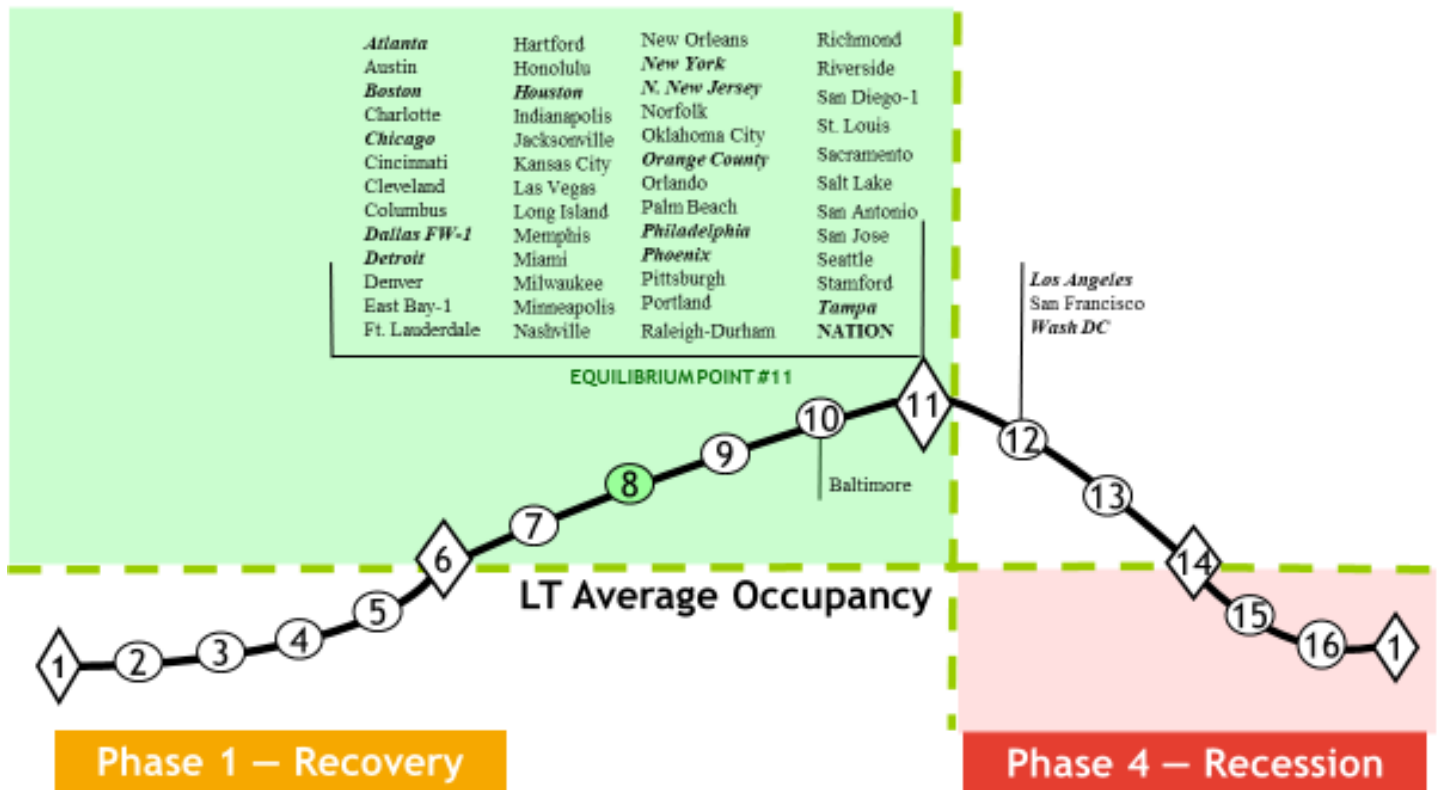 Atlanta
Austin
Boston
Charlotte
Chicago
Cincinnati
Cleveland
Columbus
Dallas FW-1
Detroit
Denver
East Bay-1
Ft. Lauderdale
Hartford
Honolulu
Houston
Indianapolis
Jacksonville
Kansas City
Las Vegas
Long Island
Memphis
Miami
Milwaukee
Minneapolis
Nashville
New Orleans
New York
N. New Jersey
Norfolk
Oklahoma City
Orange County
Orlando
Palm Beach
Philadelphia
Phoenix
Pittsburgh
Portland
Raleigh-Durham
Richmond
Riverside
San Diego-1
St. Louis
Sacramento
Salt Lake
San Antonio
San Jose
Seattle
Stamford
Tampa
NATION
Los Angeles
San Francisco
Wash DC
EQUILIBRIUM POINT #11
11
10
12
9
8
Baltimore
13
7
6
14
LT Average Occupancy
5
15
4
3
2
1
16
1
Phase 1 – Recovery
Phase 4 – Recession